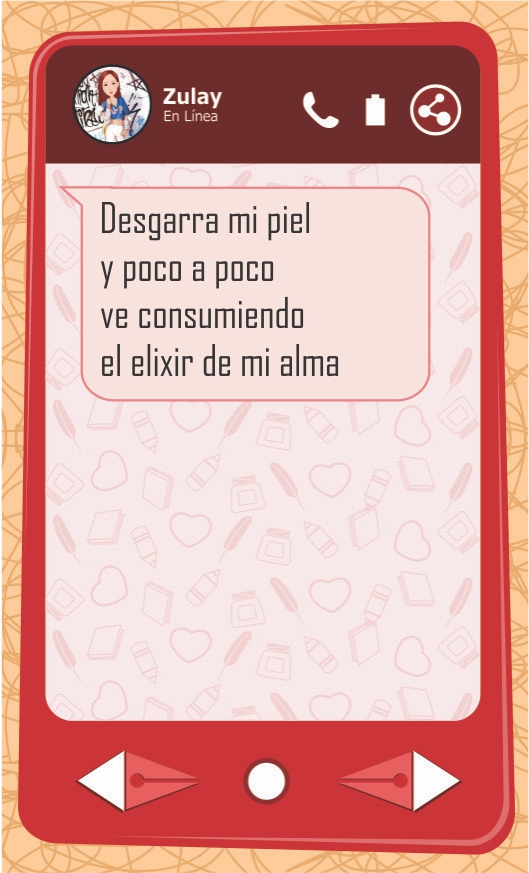 Zulay
En Línea
Desgarra mi piel
y poco a poco
ve consumiendo
el elixir de mi alma